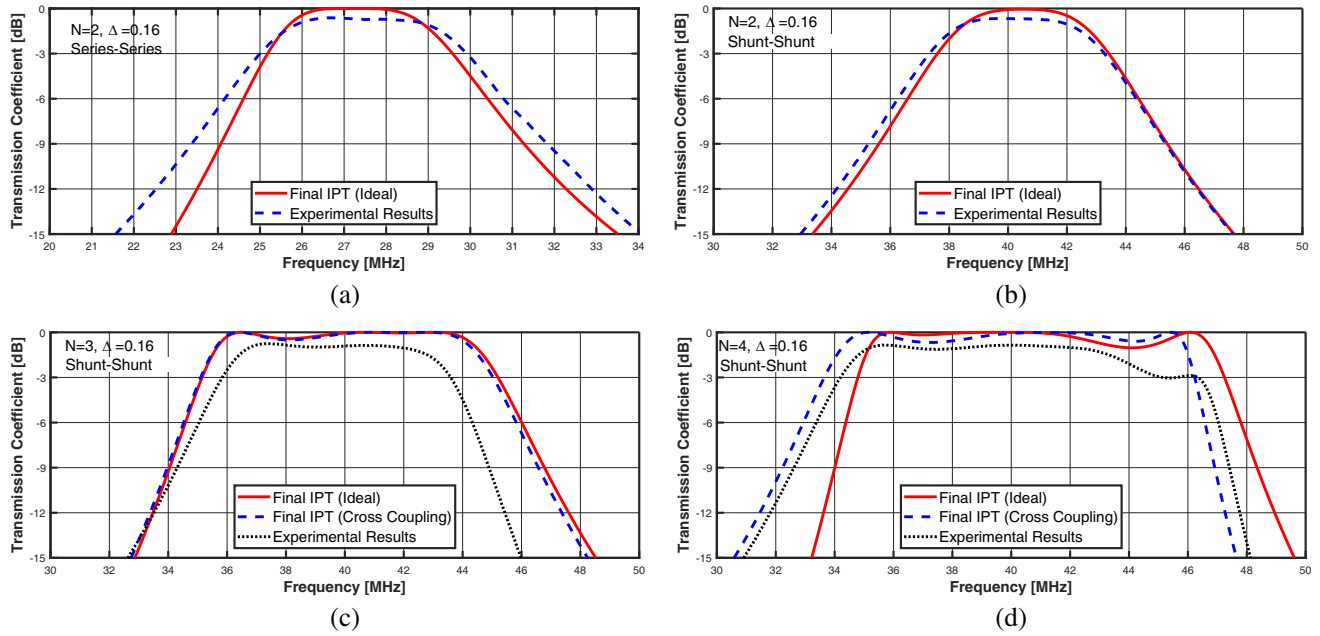 Transmission Coefficient [dB]
0
-3
-6
-9
-12
-15
N=2, Δ =0.16
Series-Series
Final IPT (Ideal)
Experimental Results
20 21 22 23 24 25 26 27 28 29 30 31 32 33 34
Frequency [MHz]
(a)
Transmission Coefficient [dB]
0
-3
-6
-9
-12
-15
N=2, Δ =0.16
Shunt-Shunt
Final IPT (Ideal)
Experimental Results
30 32 34 36 38 40 42 44 46 48 50
Frequency [MHz]
(b)
Transmission Coefficient [dB]
0
-3
-6
-9
-12
-15
N=3, Δ =0.16
Shunt-Shunt
Final IPT (Ideal)
Final IPT (Cross Coupling)
Experimental Results
30 32 34 36 38 40 42 44 46 48 50
Frequency [MHz]
(c)
Transmission Coefficient [dB]
0
-3
-6
-9
-12
-15
N=4, Δ =0.16
Shunt-Shunt
Final IPT (Ideal)
Final IPT (Cross Coupling)
Experimental Results
30 32 34 36 38 40 42 44 46 48 50
Frequency [MHz]
(d)